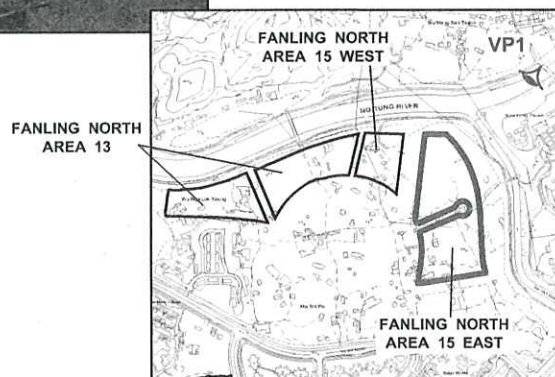 FANLING NORTH
AREA 15 WEST
VP1
NG TUNG RIVER
FANLING NORTH
AREA 13
FANLING NORTH
AREA 15 EAST